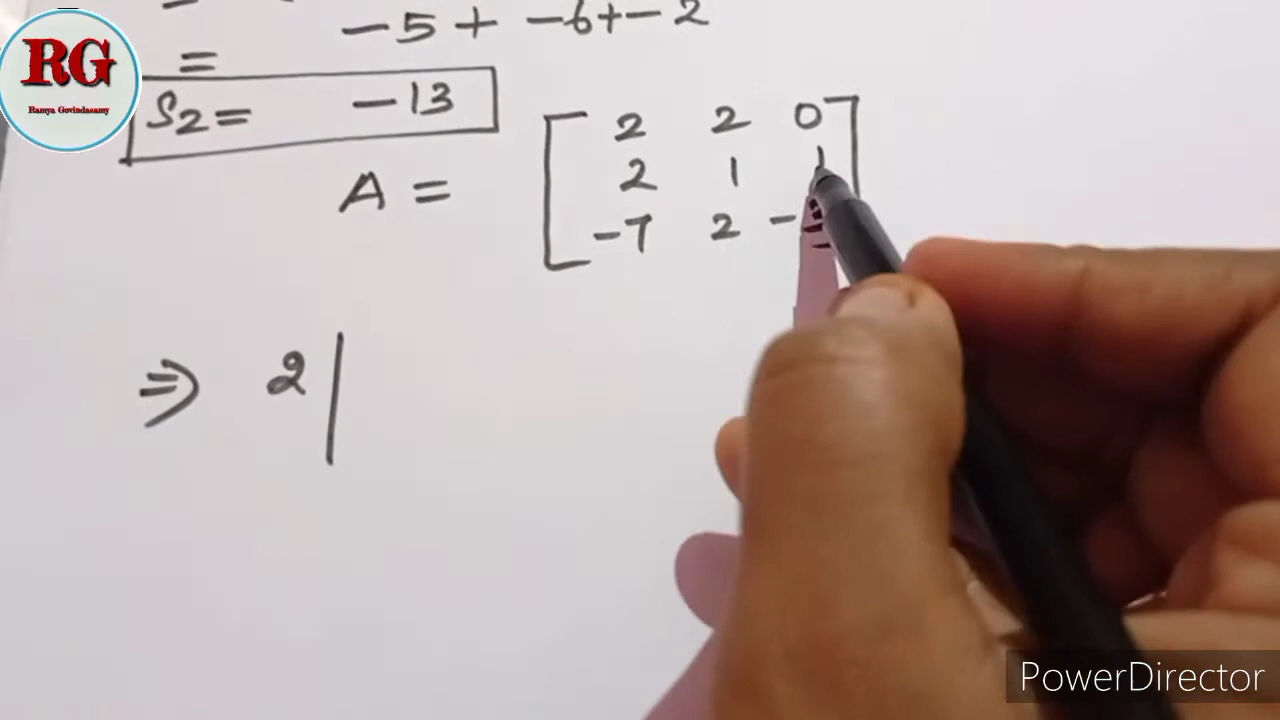 = -5 + -6+-2
RG
Ramya Govindasamy
S2 = -13
2 2 0
A = 2 1 1
-7 2
⇒ 2|
PowerDirector